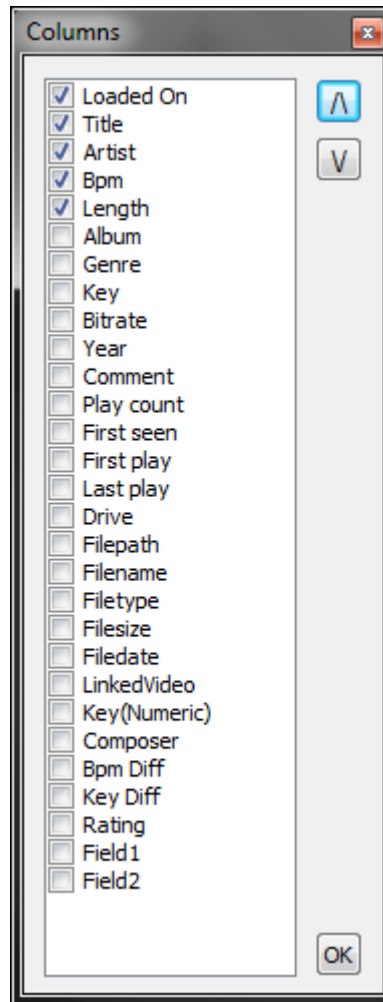 Columns
Loaded On
Title
Artist
Bpm
Length
Album
Genre
Key
Bitrate
Year
Comment
Play count
First seen
First play
Last play
Drive
Filepath
Filename
Filetype
Filesize
Filedate
LinkedVideo
Key(Numeric)
Composer
Bpm Diff
Key Diff
Rating
Field1
Field2
/\
\/
OK